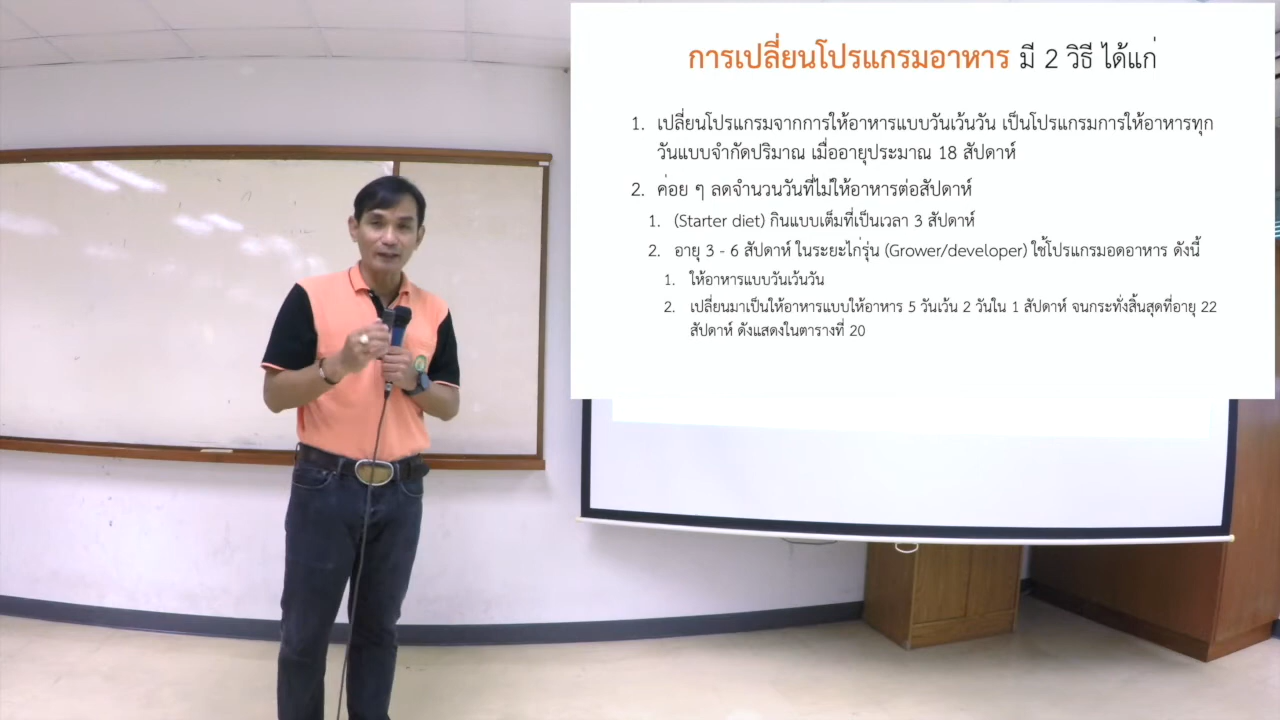 การเปลี่ยนโปรแกรมอาหาร มี 2 วิธี ได้แก่
1. เปลี่ยนโปรแกรมจากการให้อาหารแบบวันเว้นวัน เป็นโปรแกรมการให้อาหารทุก
วันแบบจำกัดปริมาณ เมื่ออายุประมาณ 18 สัปดาห์
2. ค่อย ๆ ลดจำนวนวันที่ไม่ให้อาหารต่อสัปดาห์
1. (Starter diet) กินแบบเต็มที่เป็นเวลา 3 สัปดาห์
2. อายุ 3 - 6 สัปดาห์ ในระยะไก่รุ่น (Grower/developer) ใช้โปรแกรมอดอาหาร ดังนี้
1. ให้อาหารแบบวันเว้นวัน
2. เปลี่ยนมาเป็นให้อาหารแบบให้อาหาร 5 วันเว้น 2 วันใน 1 สัปดาห์ จนกระทั่งสิ้นสุดที่อายุ 22
สัปดาห์ ดังแสดงในตารางที่ 20